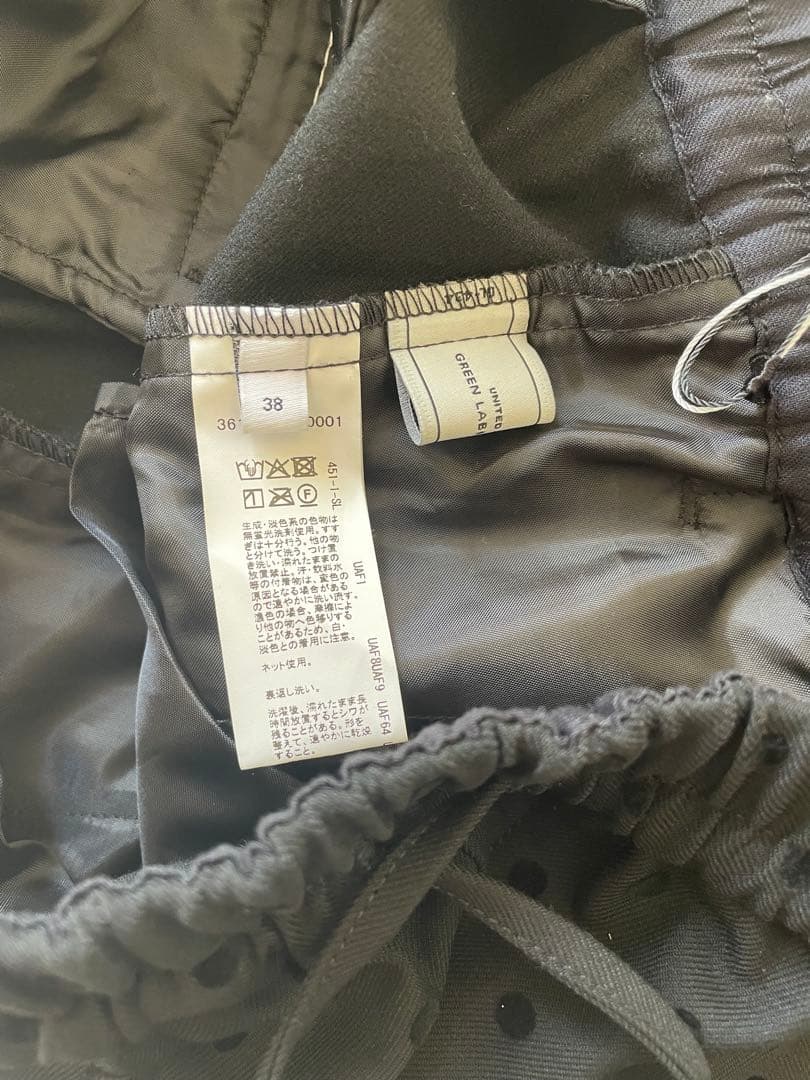 38
361
0001
451-I-SL
F
生成・淡色系の色物は
無蛍光洗剤使用。すす
ぎは十分行う。他の物
と分けて洗う。つけ置
き洗い・濡れたままの
放置禁止。汗・飲料水
等の付着物は、変色の
原因となる場合がある
ので速やかに洗い流す。
濃色の場合、摩擦によ
り他の物へ色移りする
ことがあるため、白・
淡色との着用に注意。
ネット使用。
裏返し洗い。
洗濯後、濡れたまま長
時間放置するとシワが
残ることがある。形を
整えて、速やかに乾燥
すること。
UAF1
UAF8UAF9
UAF64
UNITED
GREEN LAB